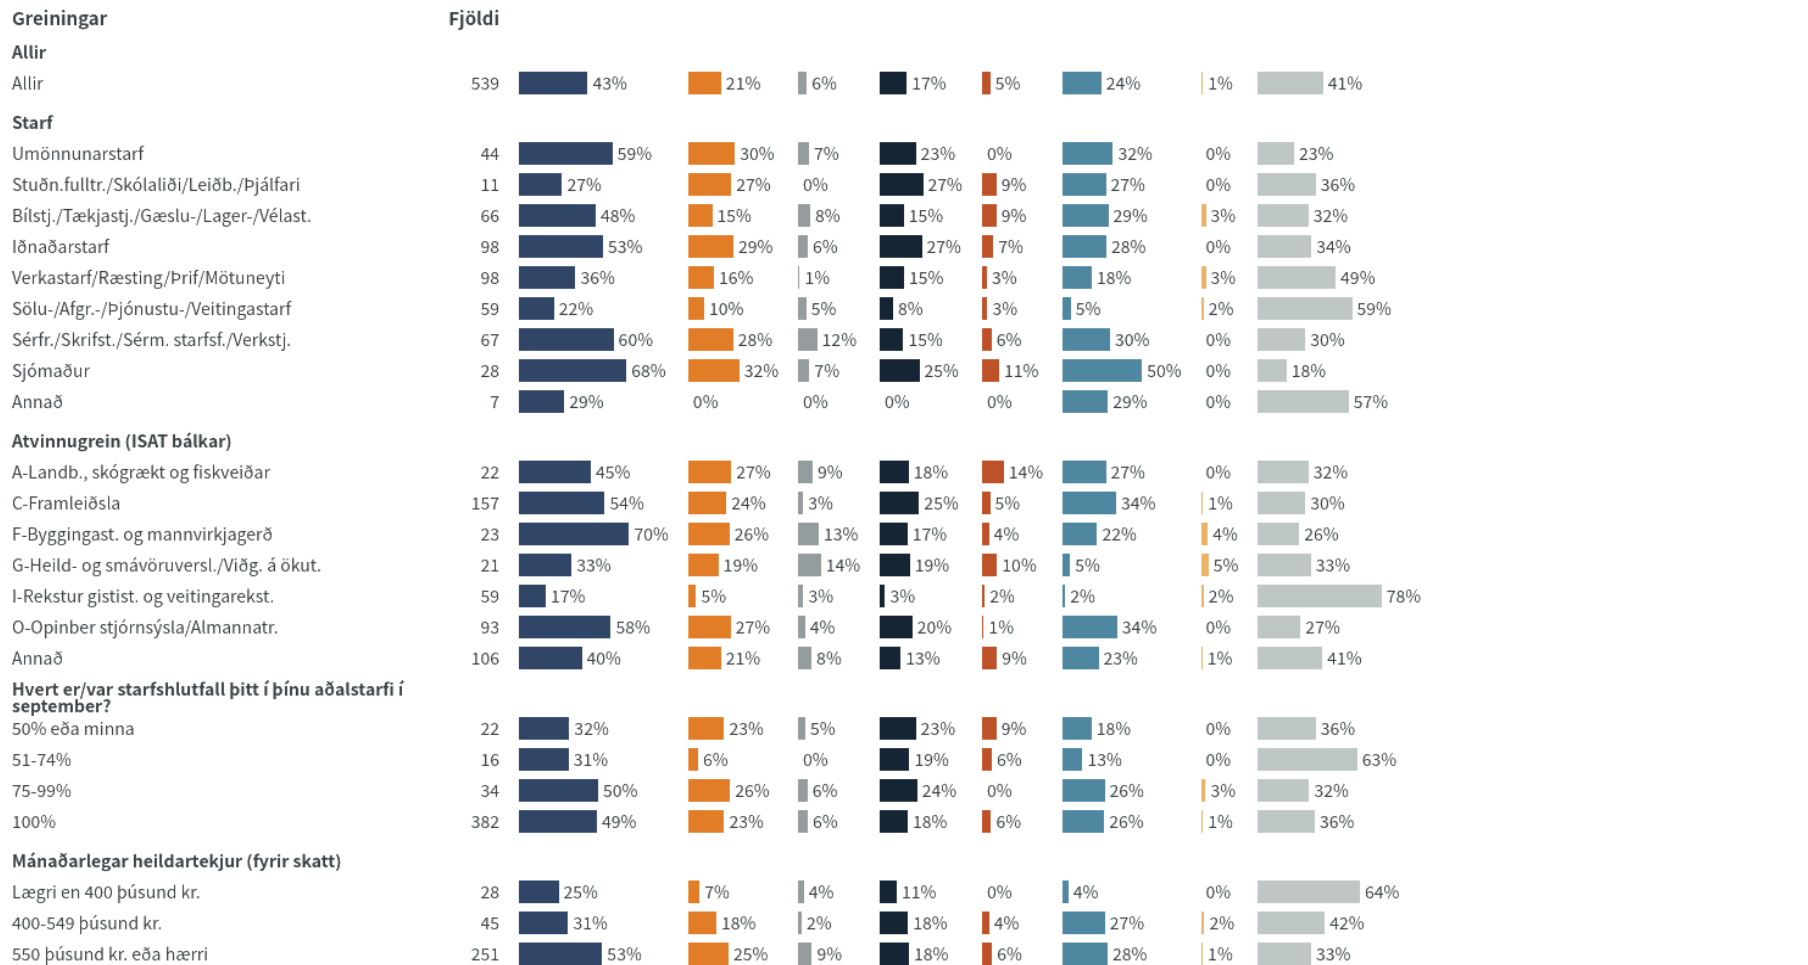 Greiningar Fjöldi
Allir
Allir 539 43% 21% 6% 17% 5% 24% 1% 41%
Starf
Umönnunarstarf 44 59% 30% 7% 23% 0% 32% 0% 23%
Stuðn.fulltr./Skólaliði/Leiðb./Þjálfari 11 27% 27% 0% 27% 9% 27% 0% 36%
Bílstj./Tækjastj./Gæslu-/Lager-/Vélast. 66 48% 15% 8% 15% 9% 29% 3% 32%
Iðnaðarstarf 98 53% 29% 6% 27% 7% 28% 0% 34%
Verkastarf/Ræsting/Þrif/Mötuneyti 98 36% 16% 1% 15% 3% 18% 3% 49%
Sölu-/Afgr.-/Þjónustu-/Veitingastarf 59 22% 10% 5% 8% 3% 5% 2% 59%
Sérfr./Skrifst./Sérm. starfsf./Verkstj. 67 60% 28% 12% 15% 6% 30% 0% 30%
Sjómaður 28 68% 32% 7% 25% 11% 50% 0% 18%
Annað 7 29% 0% 0% 0% 0% 29% 0% 57%
Atvinnugrein (ISAT bálkar)
A-Landb., skógrækt og fiskveiðar 22 45% 27% 9% 18% 14% 27% 0% 32%
C-Framleiðsla 157 54% 24% 3% 25% 5% 34% 1% 30%
F-Byggingast. og mannvirkjagerð 23 70% 26% 13% 17% 4% 22% 4% 26%
G-Heild- og smávöruversl./Viðg. á ökut. 21 33% 19% 14% 19% 10% 5% 5% 33%
I-Rekstur gistist. og veitingarekst. 59 17% 5% 3% 3% 2% 2% 2% 78%
O-Opinber stjórnsýsla/Almannatr. 93 58% 27% 4% 20% 1% 34% 0% 27%
Annað 106 40% 21% 8% 13% 9% 23% 1% 41%
Hvert er/var starfshlutfall þitt í þínu aðalstarfi í
september?
50% eða minna 22 32% 23% 5% 23% 9% 18% 0% 36%
51-74% 16 31% 6% 0% 19% 6% 13% 0% 63%
75-99% 34 50% 26% 6% 24% 0% 26% 3% 32%
100% 382 49% 23% 6% 18% 6% 26% 1% 36%
Mánaðarlegar heildartekjur (fyrir skatt)
Lægri en 400 þúsund kr. 28 25% 7% 4% 11% 0% 4% 0% 64%
400-549 þúsund kr. 45 31% 18% 2% 18% 4% 27% 2% 42%
550 þúsund kr. eða hærri 251 53% 25% 9% 18% 6% 28% 1% 33%